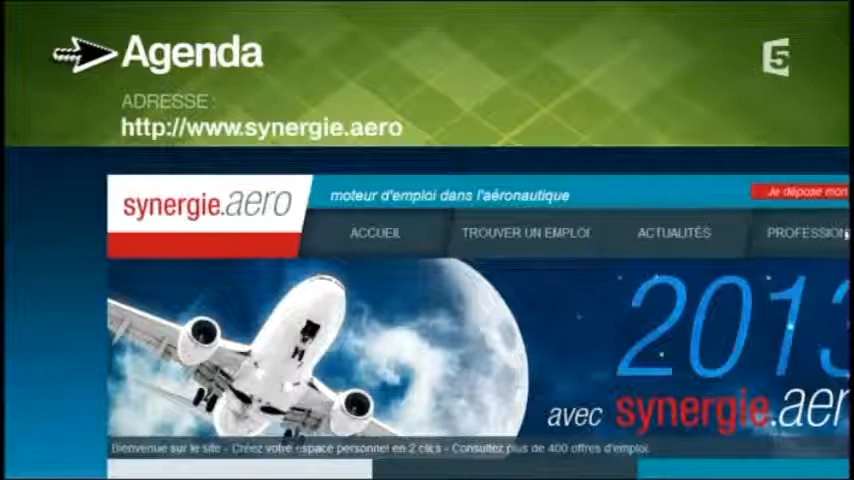 Agenda
5
ADRESSE :
http://www.synergie.aero
synergie.aero
moteur d'emploi dans l'aéronautique
Je dépose mon
ACCUEIL
TROUVER UN EMPLOI
ACTUALITÉS
PROFESSION
2013
avec synergie.aer
Bienvenue sur le site - Créez votre espace personnel en 2 clics - Consultez plus de 400 offres d'emploi.